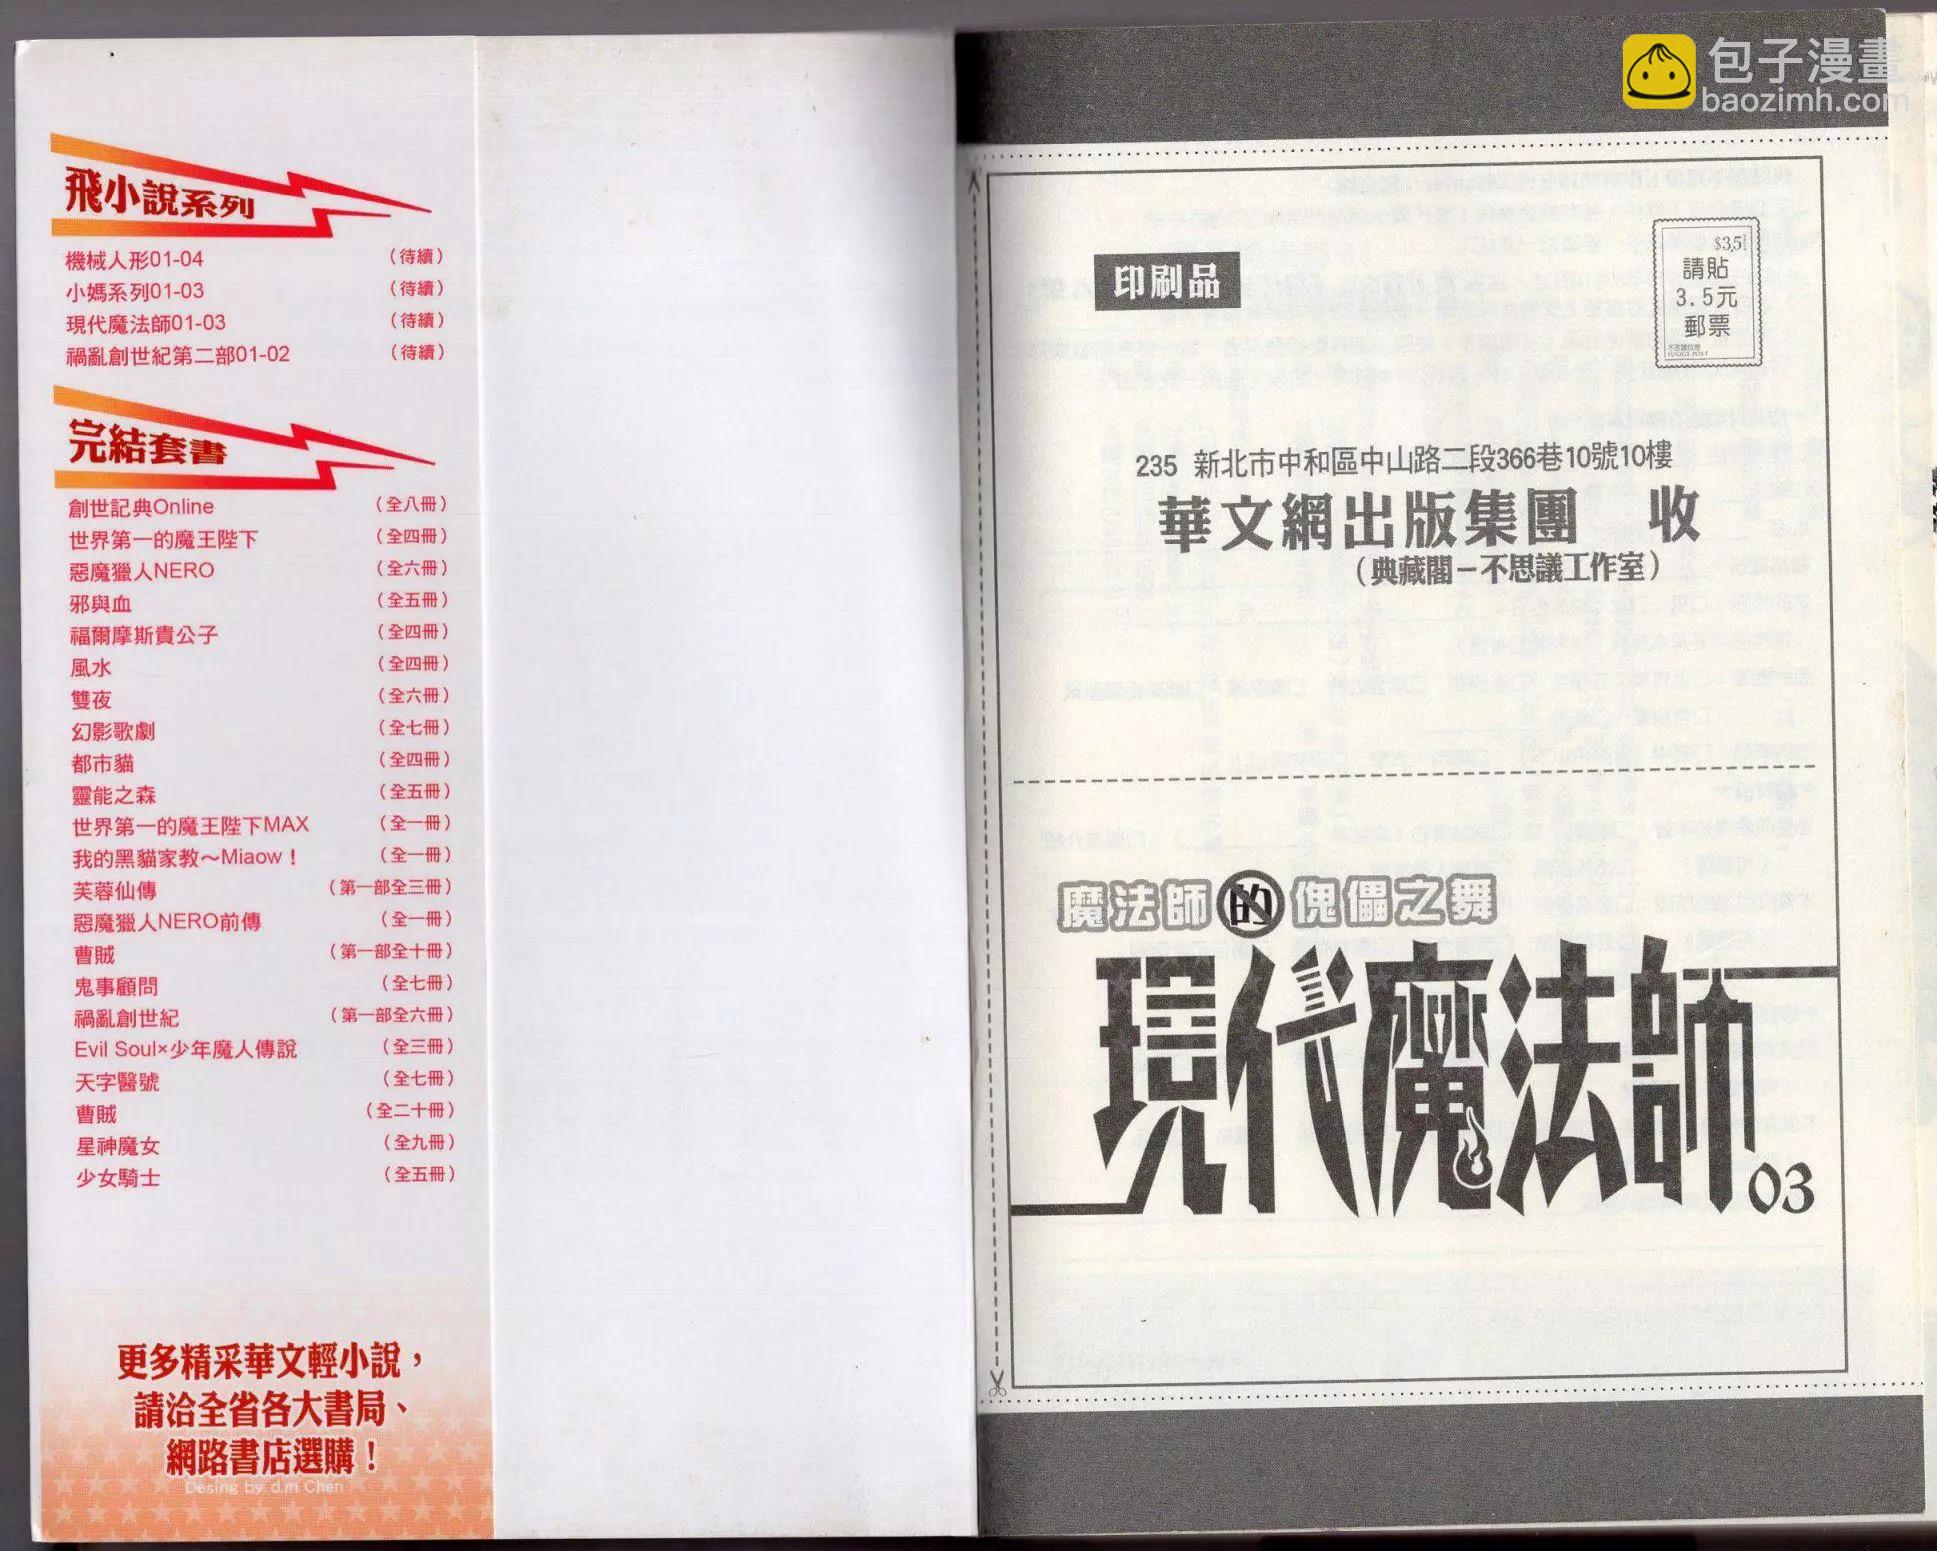 飛小說系列
機械人形01-04 （待續）
小媽系列01-03 （待續）
現代魔法師01-03 （待續）
禍亂創世紀第二部01-02 （待續）
完結套書
創世記典Online （全八冊）
世界第一的魔王陛下 （全四冊）
惡魔獵人NERO （全六冊）
邪與血 （全五冊）
福爾摩斯貴公子 （全四冊）
風水 （全四冊）
雙夜 （全六冊）
幻影歌劇 （全七冊）
都市貓 （全四冊）
靈能之森 （全五冊）
世界第一的魔王陛下MAX （全一冊）
我的黑貓家教～Miaow！ （全一冊）
芙蓉仙傳 （第一部全三冊）
惡魔獵人NERO前傳 （全一冊）
曹賊 （第一部全十冊）
鬼事顧問 （全七冊）
禍亂創世紀 （第一部全六冊）
Evil Soul×少年魔人傳說 （全三冊）
天字醫號 （全七冊）
曹賊 （全二十冊）
星神魔女 （全九冊）
少女騎士 （全五冊）
更多精采華文輕小說，
請洽全省各大書局、
網路書店選購！
Desing by d.m Chen
包子漫畫
baozimh.com
印刷品
$3.5
請貼
3.5元
郵票
不思議信用
FUSIGI POST
235 新北市中和區中山路二段366巷10號10樓
華文網出版集團 收
（典藏閣－不思議工作室）
魔法師的傀儡之舞
現代魔法師03